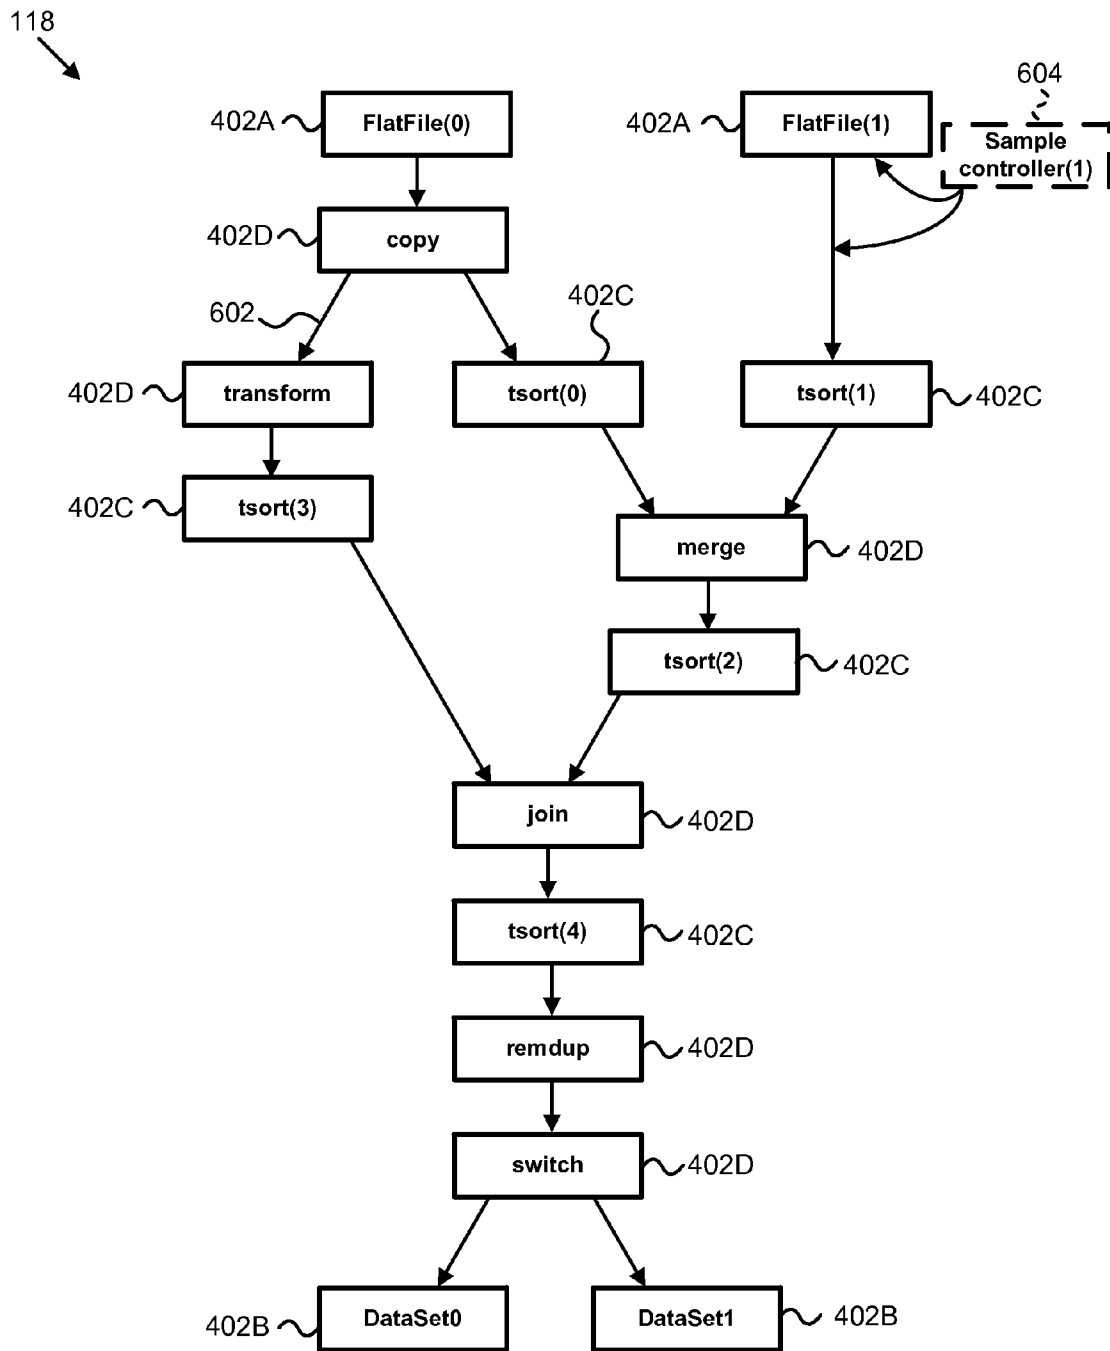 118
604
402A
FlatFile(0)
402A
FlatFile(1)
Sample
controller(1)
402D
copy
602
402C
402D
transform
tsort(0)
tsort(1)
402C
402C
tsort(3)
merge
402D
tsort(2)
402C
join
402D
tsort(4)
402C
remdup
402D
switch
402D
402B
DataSet0
DataSet1
402B